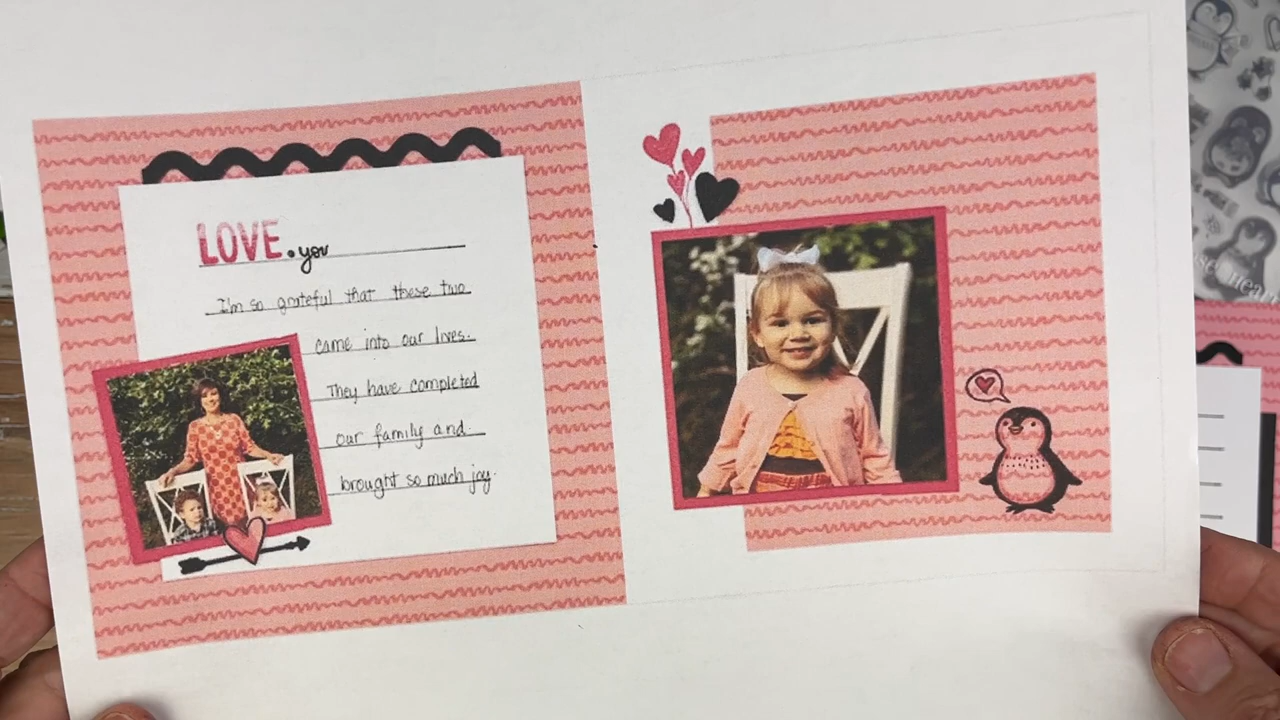 LOVE.you
I'm so grateful that these two
came into our lives.
They have completed
our family and
brought so much joy.